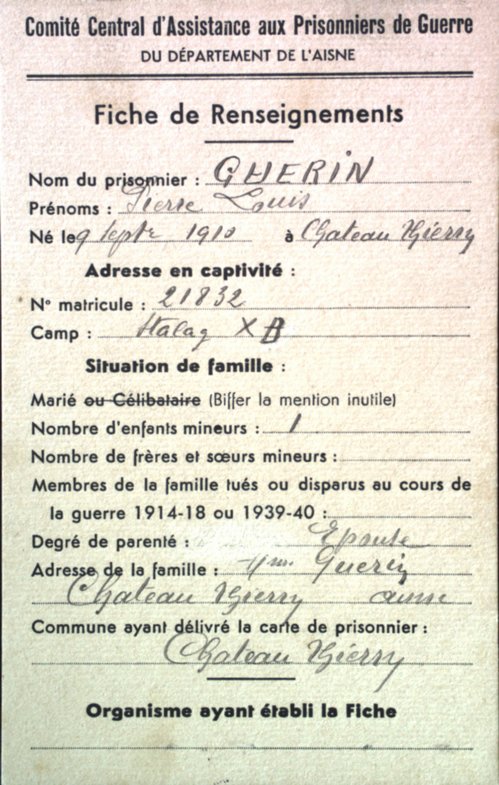 Comité Central d'Assistance aux Prisonniers de Guerre
DU DÉPARTEMENT DE L'AISNE
Fiche de Renseignements
Nom du prisonnier : GHERIN
Prénoms : Pierre Louis
Né le 9 septe 1910 à Chateau Thierry
Adresse en captivité :
N° matricule : 21832
Camp : Stalag X B
Situation de famille :
Marié ou Célibataire (Biffer la mention inutile)
Nombre d'enfants mineurs : 1
Nombre de frères et sœurs mineurs :
Membres de la famille tués ou disparus au cours de
la guerre 1914-18 ou 1939-40 :
Degré de parenté : Epouse
Adresse de la famille : Mme Guerin
Chateau Thierry aisne
Commune ayant délivré la carte de prisonnier :
Chateau Thierry
Organisme ayant établi la Fiche